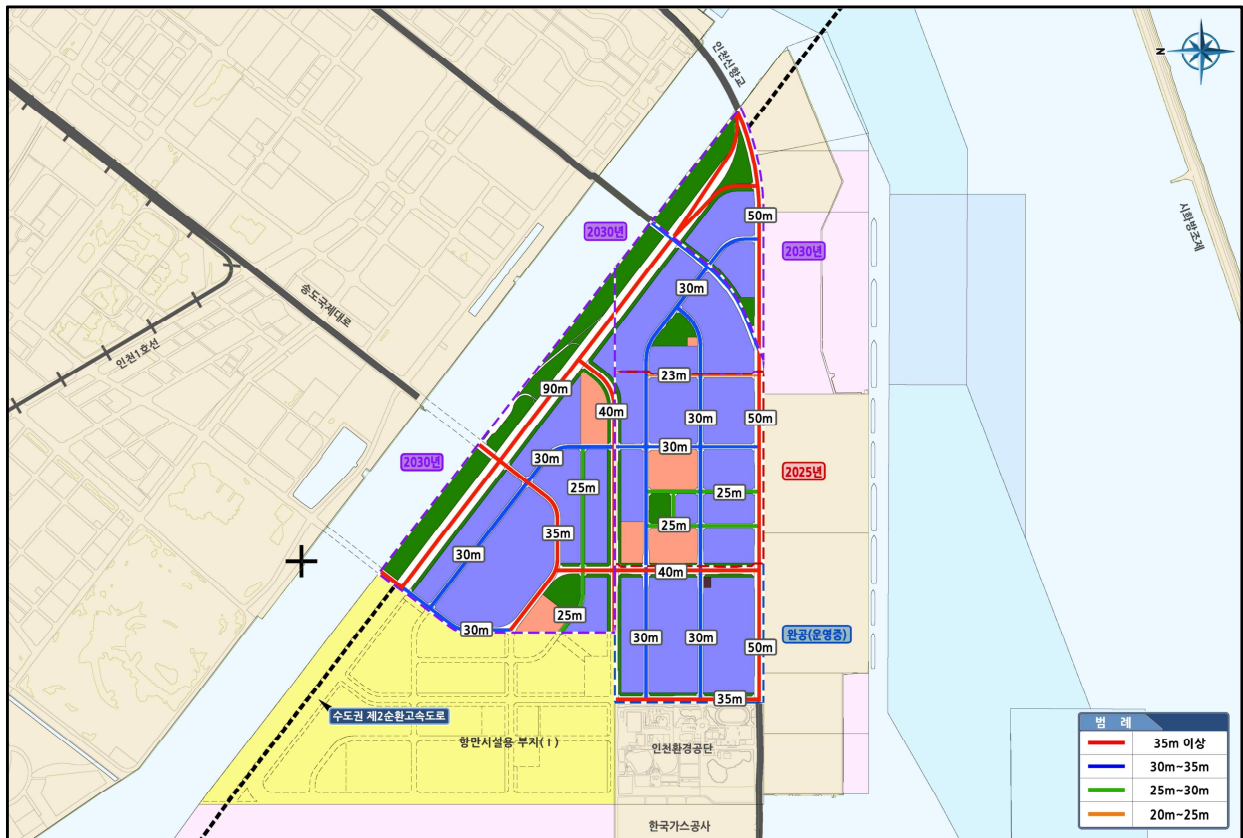 인천신항교
N
시화방조제
50m
2030년
2030년
30m
송도국제대로
인천1호선
23m
90m
40m
30m
50m
30m
2030년
30m
2025년
25m
25m
25m
35m
30m
40m
25m
30m
30m
30m
완공(운영중)
50m
35m
수도권 제2순환고속도로
항만시설용 부지(Ⅰ)
인천환경공단
한국가스공사
범 례
35m 이상
30m~35m
25m~30m
20m~25m